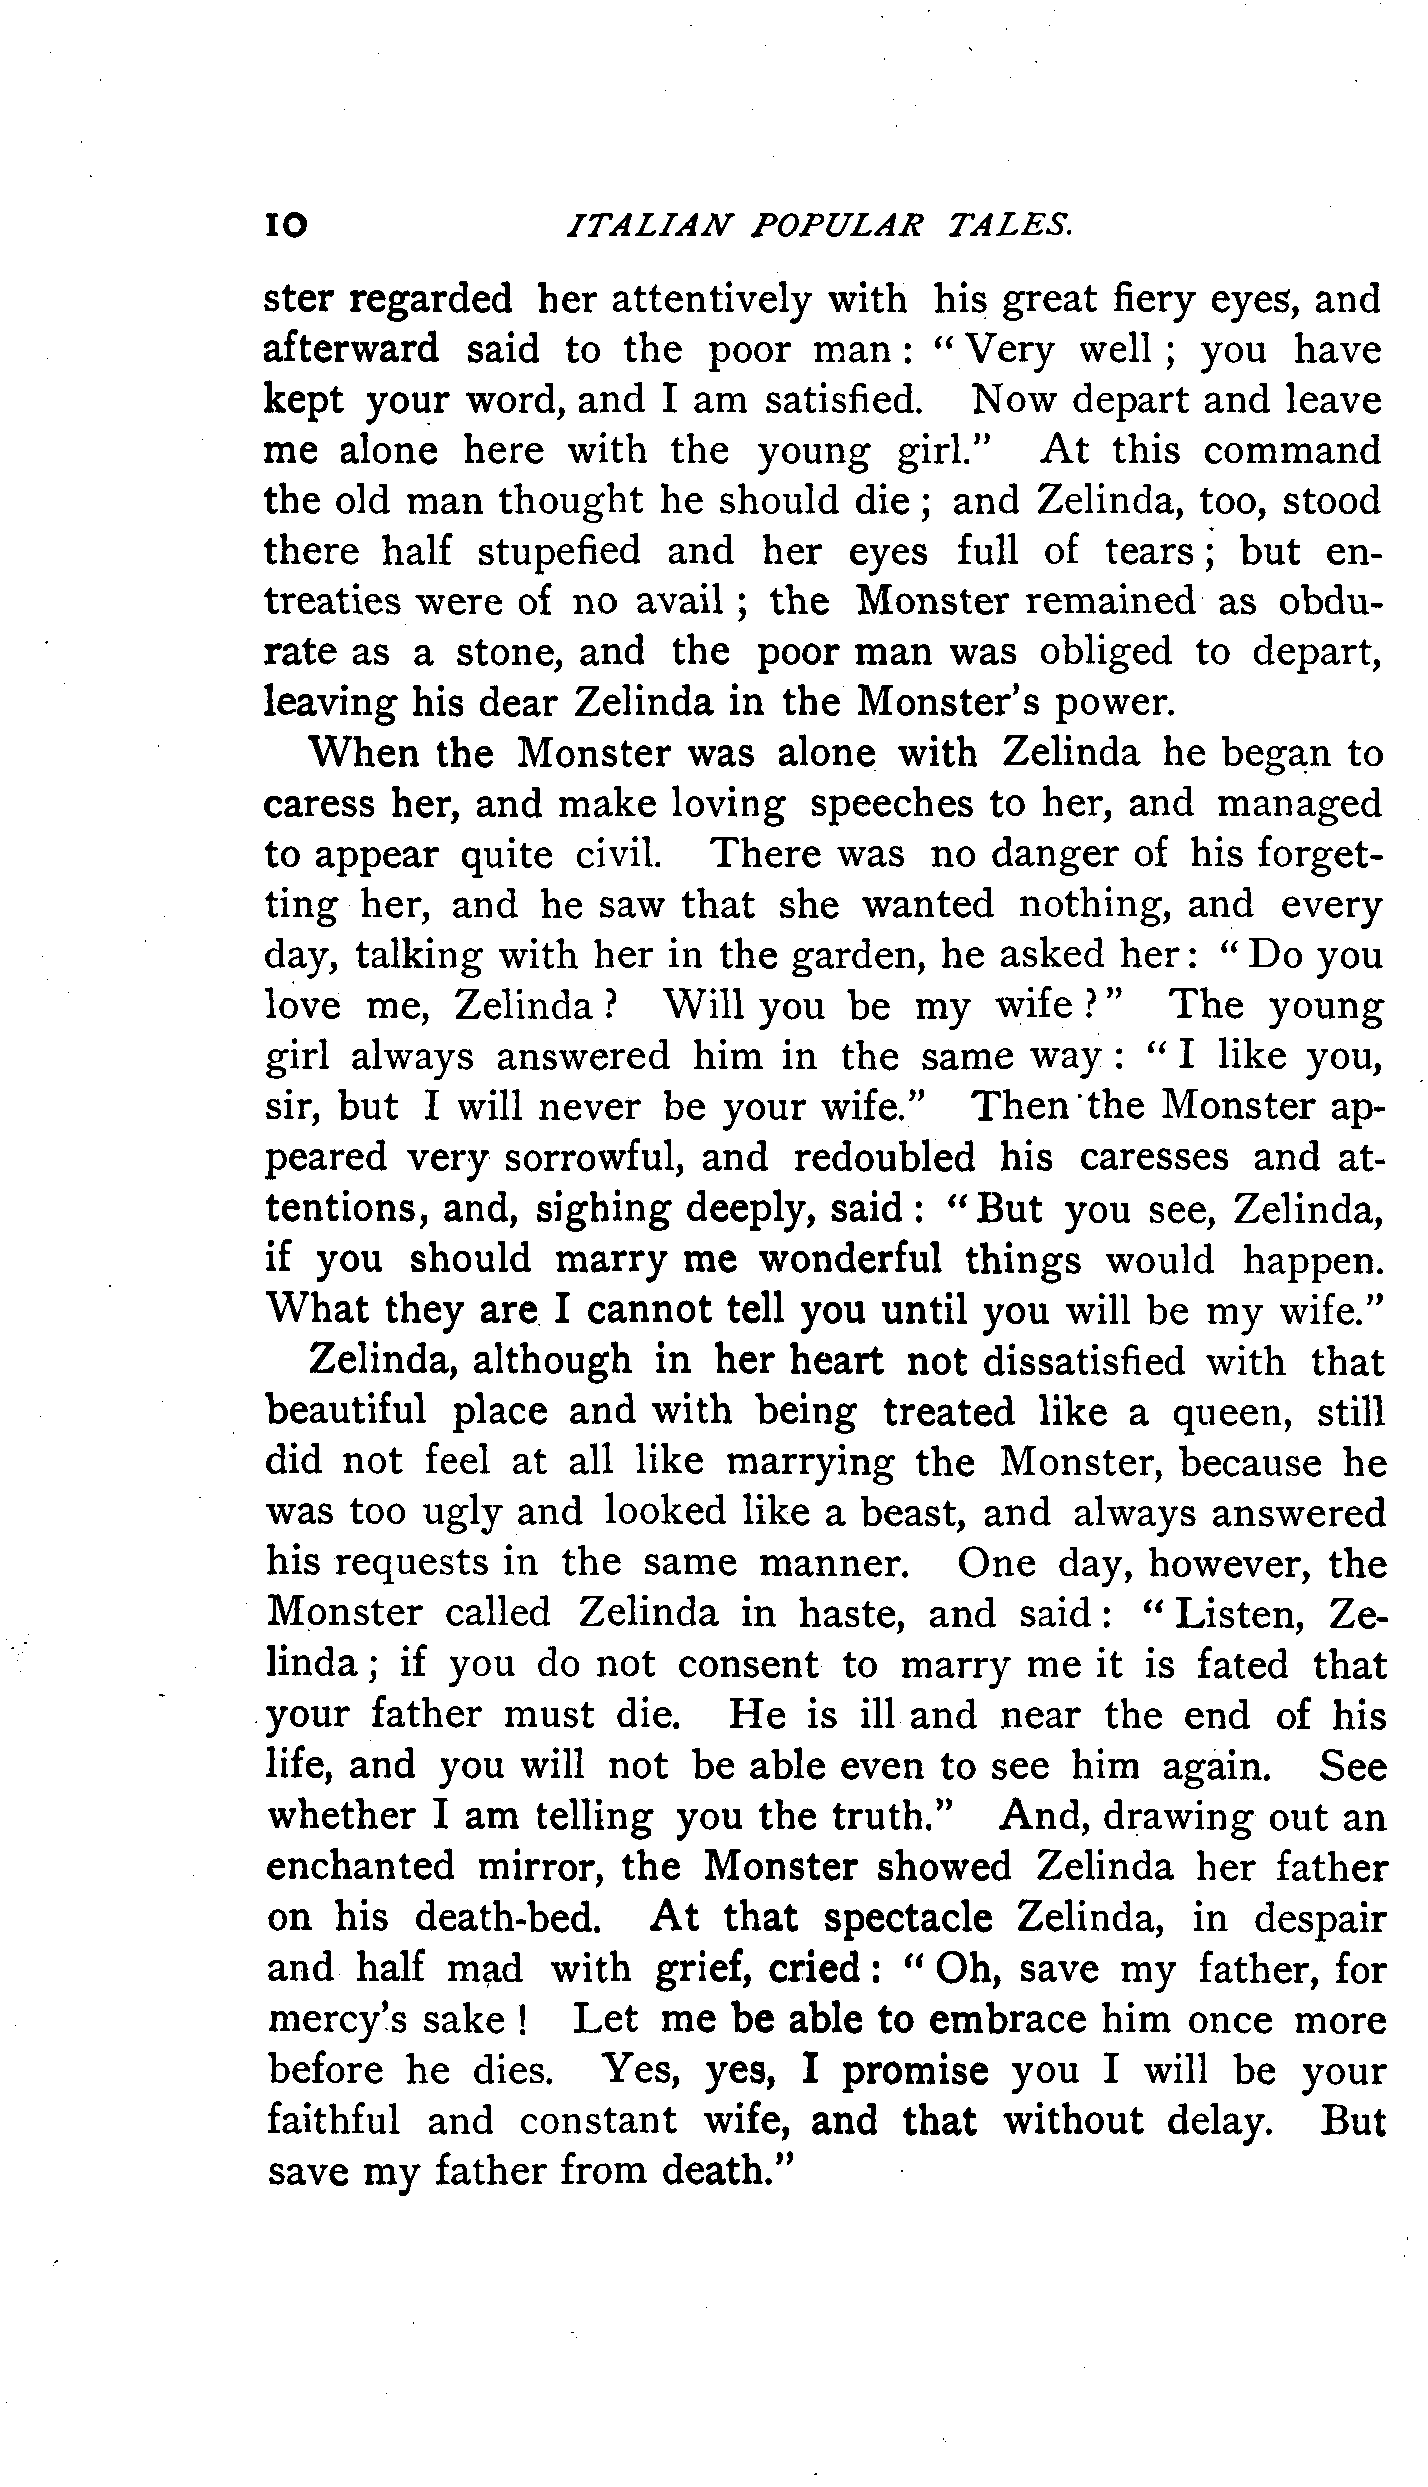 10 ITALIAN POPULAR TALES.
ster regarded her attentively with his great fiery eyes, and
afterward said to the poor man : " Very well ; you have
kept your word, and I am satisfied. Now depart and leave
me alone here with the young girl." At this command
the old man thought he should die ; and Zelinda, too, stood
there half stupefied and her eyes full of tears ; but en-
treaties were of no avail ; the Monster remained as obdu-
rate as a stone, and the poor man was obliged to depart,
leaving his dear Zelinda in the Monster's power.
When the Monster was alone with Zelinda he began to
caress her, and make loving speeches to her, and managed
to appear quite civil. There was no danger of his forget-
ting her, and he saw that she wanted nothing, and every
day, talking with her in the garden, he asked her : " Do you
love me, Zelinda ? Will you be my wife ? " The young
girl always answered him in the same way : " I like you,
sir, but I will never be your wife." Then the Monster ap-
peared very sorrowful, and redoubled his caresses and at-
tentions, and, sighing deeply, said : " But you see, Zelinda,
if you should marry me wonderful things would happen.
What they are I cannot tell you until you will be my wife."
Zelinda, although in her heart not dissatisfied with that
beautiful place and with being treated like a queen, still
did not feel at all like marrying the Monster, because he
was too ugly and looked like a beast, and always answered
his requests in the same manner. One day, however, the
Monster called Zelinda in haste, and said : " Listen, Ze-
linda ; if you do not consent to marry me it is fated that
your father must die. He is ill and near the end of his
life, and you will not be able even to see him again. See
whether I am telling you the truth." And, drawing out an
enchanted mirror, the Monster showed Zelinda her father
on his death-bed. At that spectacle Zelinda, in despair
and half mad with grief, cried : " Oh, save my father, for
mercy's sake ! Let me be able to embrace him once more
before he dies. Yes, yes, I promise you I will be your
faithful and constant wife, and that without delay. But
save my father from death."